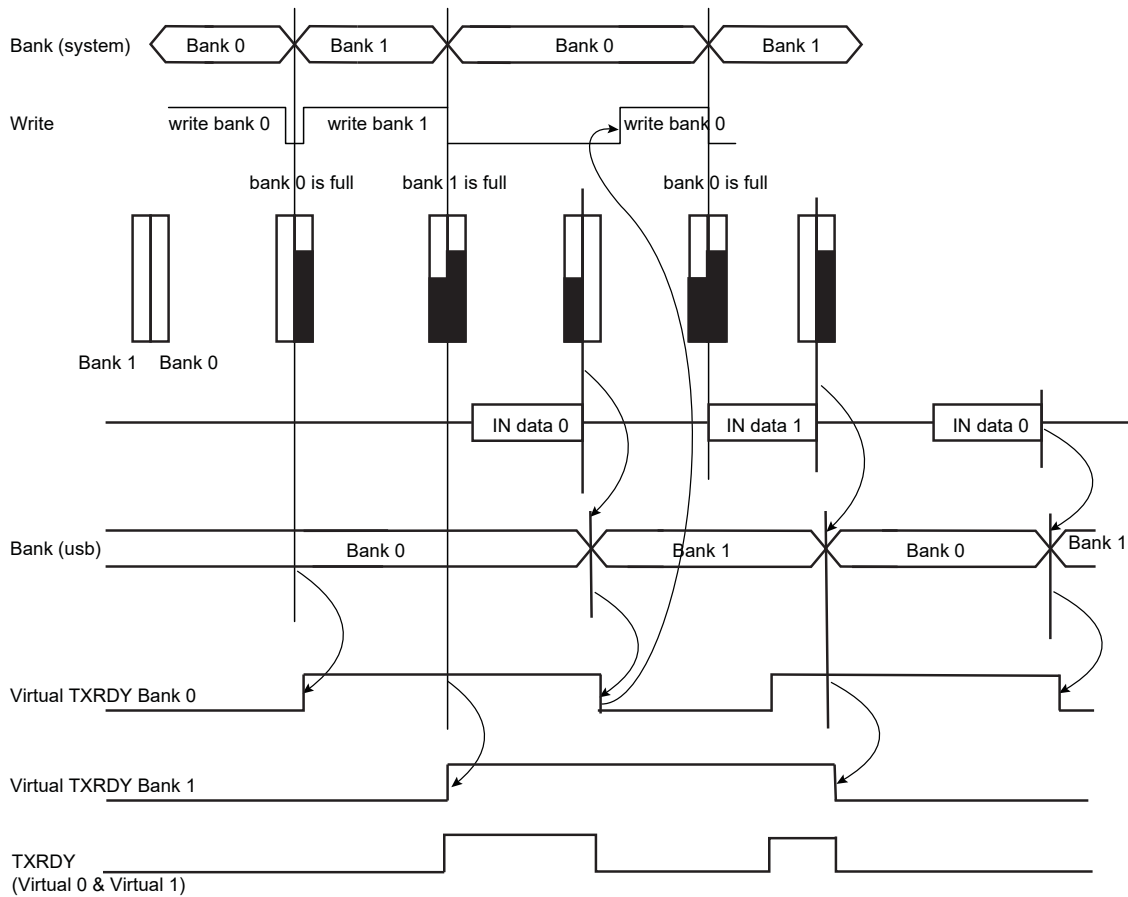 Bank (system)
Bank 0
Bank 1
Bank 0
Bank 1
Write
write bank 0
write bank 1
write bank 0
bank 0 is full
bank 1 is full
bank 0 is full
Bank 1
Bank 0
IN data 0
IN data 1
IN data 0
Bank (usb)
Bank 0
Bank 1
Bank 0
Bank 1
Virtual TXRDY Bank 0
Virtual TXRDY Bank 1
TXRDY
(Virtual 0 & Virtual 1)